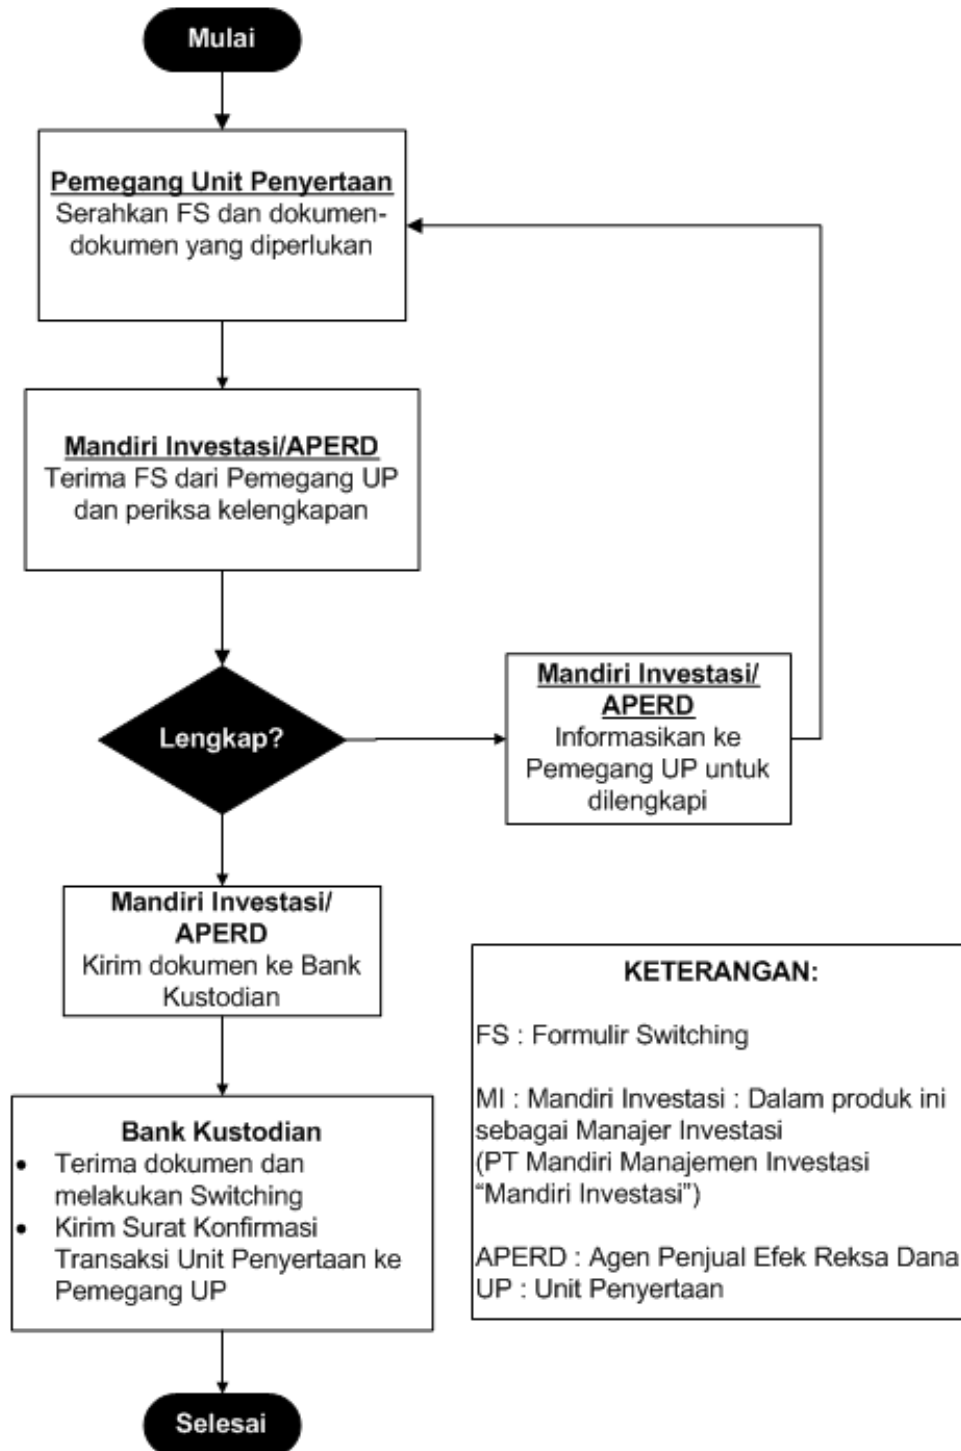 Mulai
Pemegang Unit Penyertaan
Serahkan FS dan dokumen-
dokumen yang diperlukan
Mandiri Investasi/APERD
Terima FS dari Pemegang UP
dan periksa kelengkapan
Lengkap?
Mandiri Investasi/
APERD
Informasikan ke
Pemegang UP untuk
dilengkapi
Mandiri Investasi/
APERD
Kirim dokumen ke Bank
Kustodian
Bank Kustodian
• Terima dokumen dan
melakukan Switching
• Kirim Surat Konfirmasi
Transaksi Unit Penyertaan ke
Pemegang UP
Selesai
KETERANGAN:
FS : Formulir Switching
MI : Mandiri Investasi : Dalam produk ini
sebagai Manajer Investasi
(PT Mandiri Manajemen Investasi
“Mandiri Investasi”)
APERD : Agen Penjual Efek Reksa Dana
UP : Unit Penyertaan